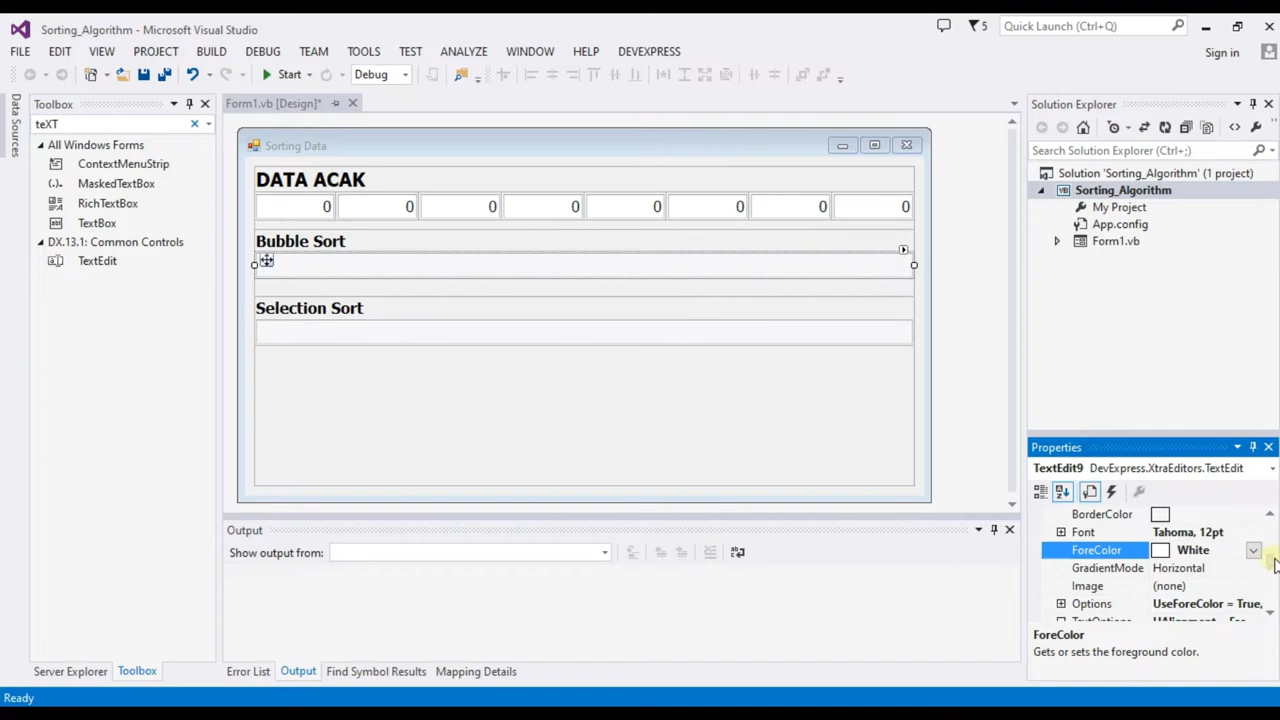 Sorting_Algorithm - Microsoft Visual Studio
5
Quick Launch (Ctrl+Q)
FILE EDIT VIEW PROJECT BUILD DEBUG TEAM TOOLS TEST ANALYZE WINDOW HELP DEVEXPRESS
Sign in
Start
Debug
Data Sources
Toolbox
teXT
All Windows Forms
ContextMenuStrip
MaskedTextBox
RichTextBox
TextBox
DX.13.1: Common Controls
TextEdit
Form1.vb [Design]*
Sorting Data
DATA ACAK
0 0 0 0 0 0 0 0
Bubble Sort
Selection Sort
Output
Show output from:
Solution Explorer
Search Solution Explorer (Ctrl+;)
Solution 'Sorting_Algorithm' (1 project)
VB Sorting_Algorithm
My Project
App.config
Form1.vb
Properties
TextEdit9 DevExpress.XtraEditors.TextEdit
BorderColor
Font Tahoma, 12pt
ForeColor White
GradientMode Horizontal
Image (none)
Options UseForeColor = True,
ForeColor
Gets or sets the foreground color.
Server Explorer Toolbox
Error List Output Find Symbol Results Mapping Details
Ready